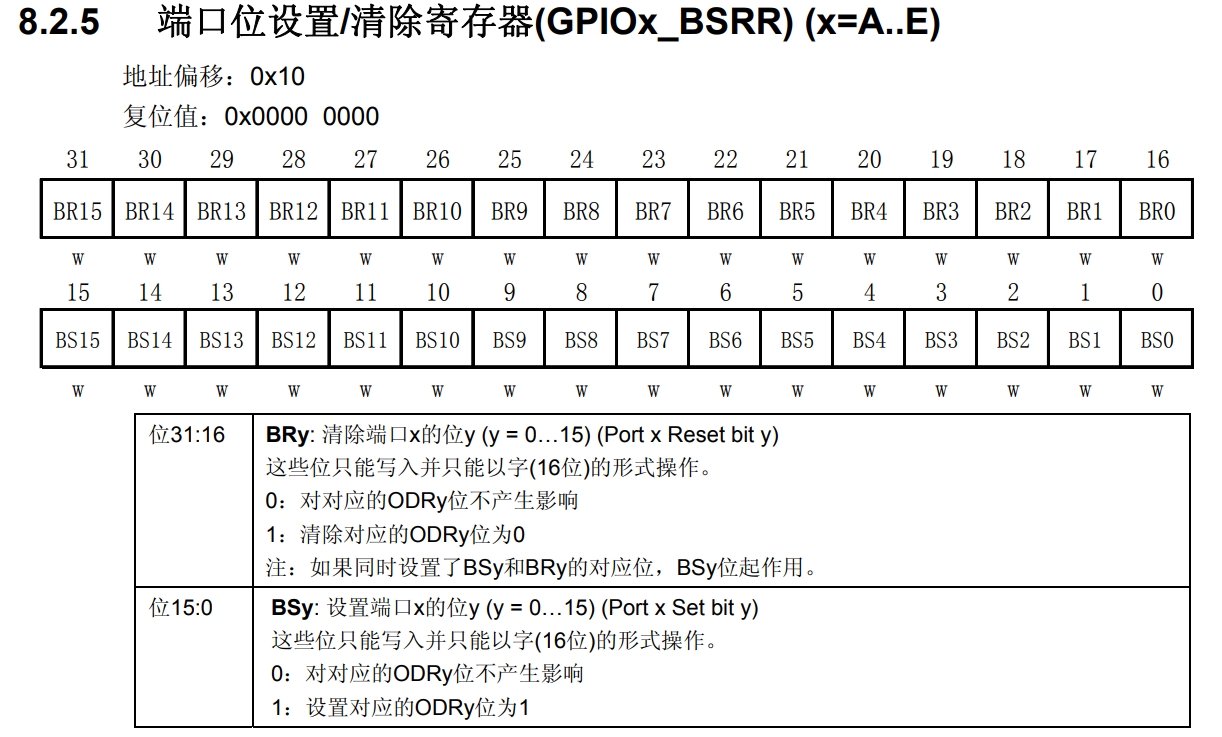 8.2.5 端口位设置/清除寄存器(GPIOx_BSRR) (x=A..E)
地址偏移：0x10
复位值：0x0000 0000
31 30 29 28 27 26 25 24 23 22 21 20 19 18 17 16
BR15 BR14 BR13 BR12 BR11 BR10 BR9 BR8 BR7 BR6 BR5 BR4 BR3 BR2 BR1 BR0
w w w w w w w w w w w w w w w w
15 14 13 12 11 10 9 8 7 6 5 4 3 2 1 0
BS15 BS14 BS13 BS12 BS11 BS10 BS9 BS8 BS7 BS6 BS5 BS4 BS3 BS2 BS1 BS0
w w w w w w w w w w w w w w w w
位31:16 BRy: 清除端口x的位y (y = 0…15) (Port x Reset bit y)
这些位只能写入并只能以字(16位)的形式操作。
0：对对应的ODRy位不产生影响
1：清除对应的ODRy位为0
注：如果同时设置了BSy和BRy的对应位，BSy位起作用。
位15:0 BSy: 设置端口x的位y (y = 0…15) (Port x Set bit y)
这些位只能写入并只能以字(16位)的形式操作。
0：对对应的ODRy位不产生影响
1：设置对应的ODRy位为1